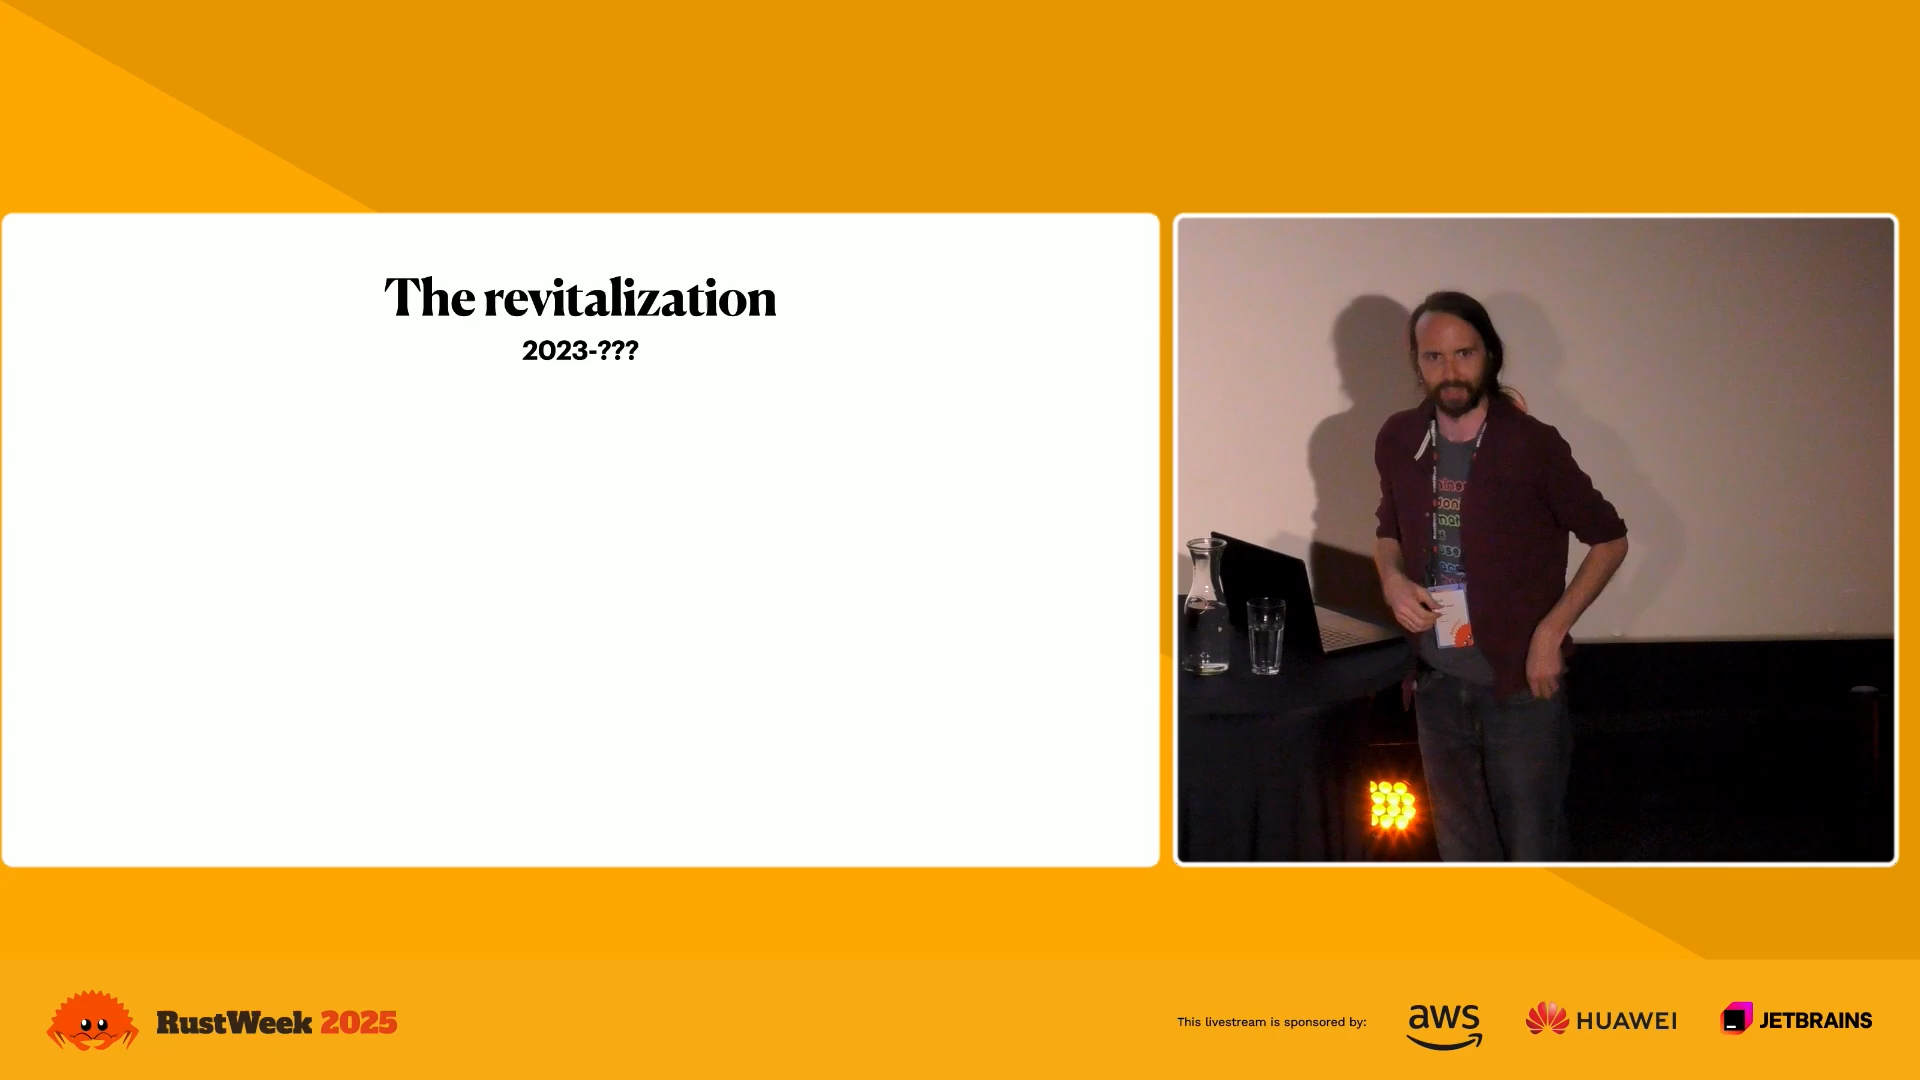 The revitalization
2023-???
RustWeek 2025
This livestream is sponsored by:
aws
HUAWEI
JETBRAINS